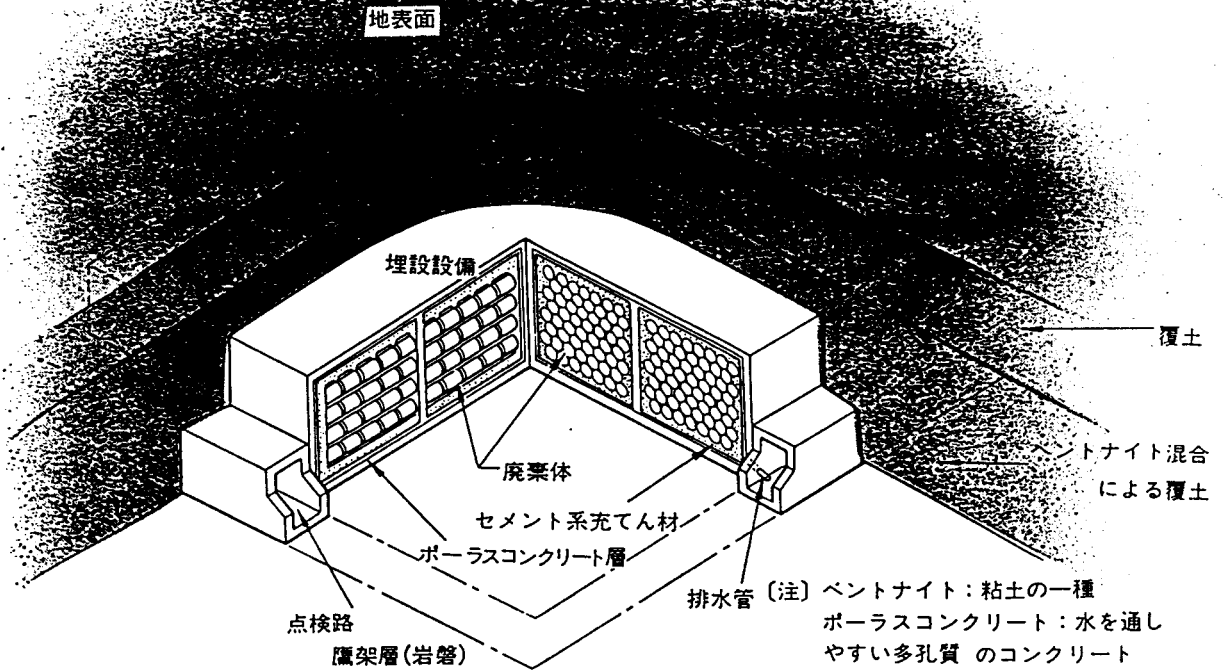 地表面
埋設設備
覆土
ベントナイト混合
による覆土
廃棄体
セメント系充てん材
ポーラスコンクリート層
排水管
点検路
鷹架層(岩盤)
〔注〕ベントナイト：粘土の一種
ポーラスコンクリート：水を通し
やすい多孔質 のコンクリート